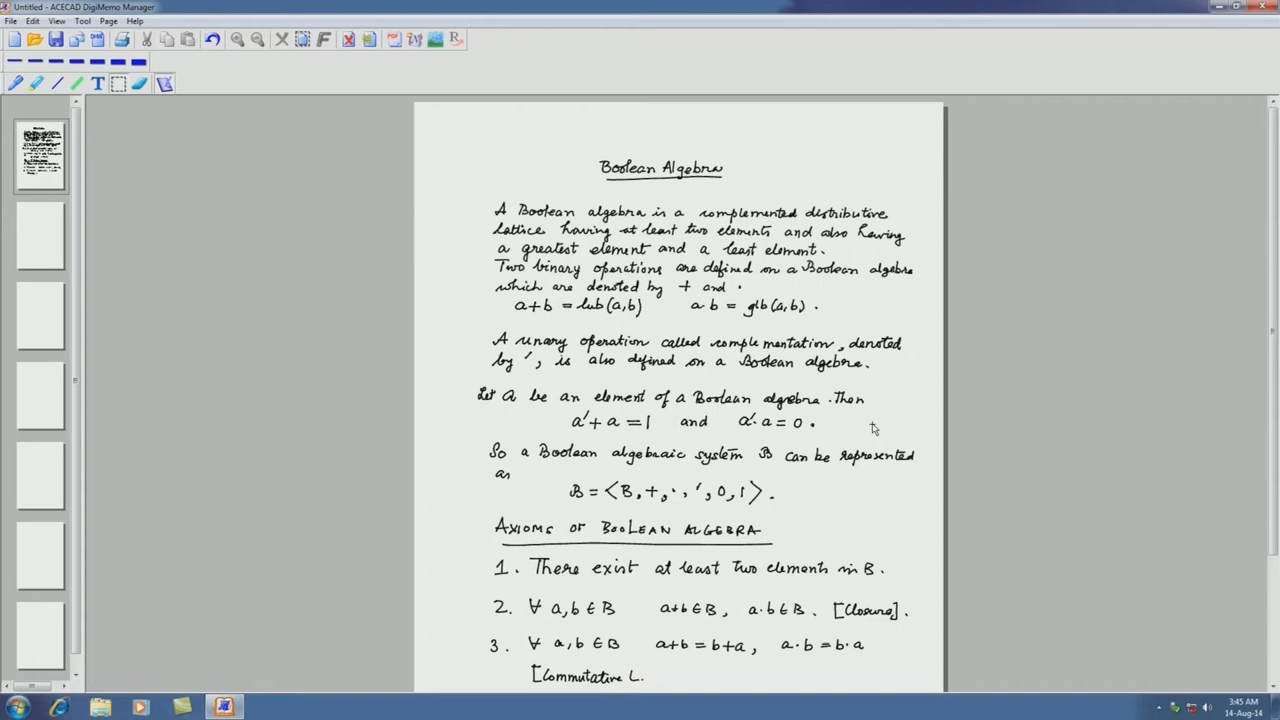 Untitled - ACECAD DigiMemo Manager
File Edit View Tool Page Help
Boolean Algebra
A Boolean algebra is a complemented distributive
lattice having at least two elements and also having
a greatest element and a least element.
Two binary operations are defined on a Boolean algebra
which are denoted by + and ·
a+b = lub(a,b) a·b = glb(a,b).
A unary operation called complementation, denoted
by ′, is also defined on a Boolean algebra.
Let a be an element of a Boolean algebra. Then
a′+a = 1 and a′·a = 0.
So a Boolean algebraic system B can be represented
as
B = ⟨B, +, ·, ′, 0, 1⟩.
AXIOMS OF BOOLEAN ALGEBRA
1. There exist at least two elements in B.
2. ∀ a,b ∈ B a+b ∈ B, a·b ∈ B. [Closure].
3. ∀ a,b ∈ B a+b = b+a, a·b = b·a
[Commutative L.
3:45 AM
14-Aug-14